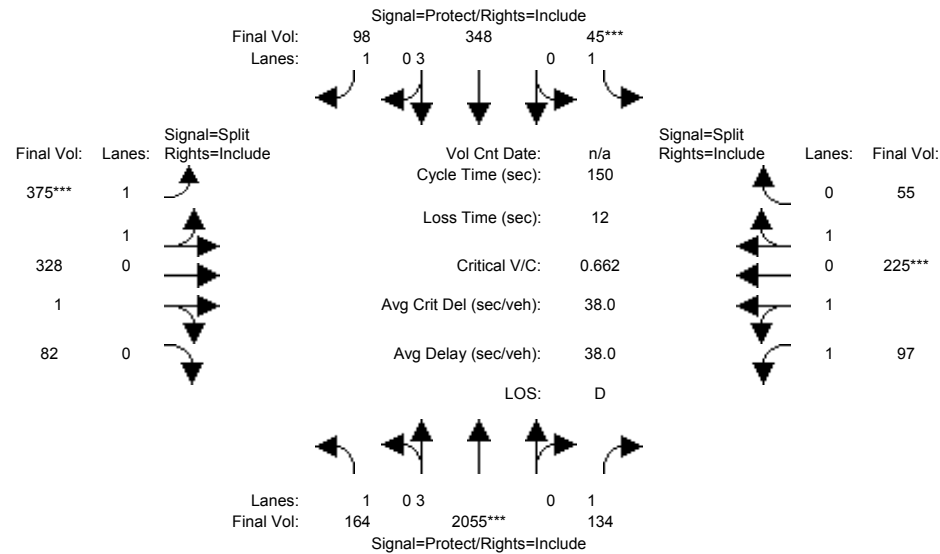 Signal=Protect/Rights=Include
Final Vol: 98 348 45***
Lanes: 1 0 3 0 1
Signal=Split
Final Vol: Lanes: Rights=Include
Vol Cnt Date: n/a
Signal=Split
Rights=Include Lanes: Final Vol:
Cycle Time (sec): 150
375*** 1
0 55
Loss Time (sec): 12
1
1
328 0
Critical V/C: 0.662
0 225***
1
Avg Crit Del (sec/veh): 38.0
1
82 0
Avg Delay (sec/veh): 38.0
1 97
LOS: D
Lanes: 1 0 3 0 1
Final Vol: 164 2055*** 134
Signal=Protect/Rights=Include